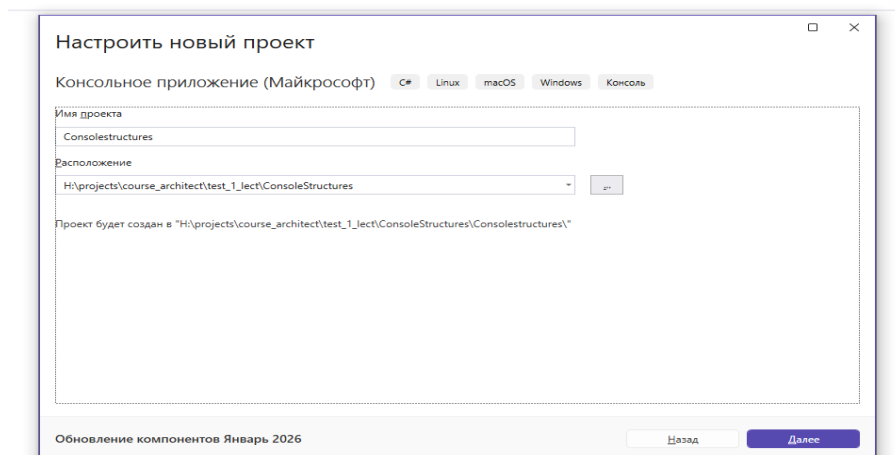 Настроить новый проект
Консольное приложение (Майкрософт) C# Linux macOS Windows Консоль
Имя проекта
Consolestructures
Расположение
H:\projects\course_architect\test_1_lect\ConsoleStructures
...
Проект будет создан в "H:\projects\course_architect\test_1_lect\ConsoleStructures\Consolestructures\"
Обновление компонентов Январь 2026 Назад Далее